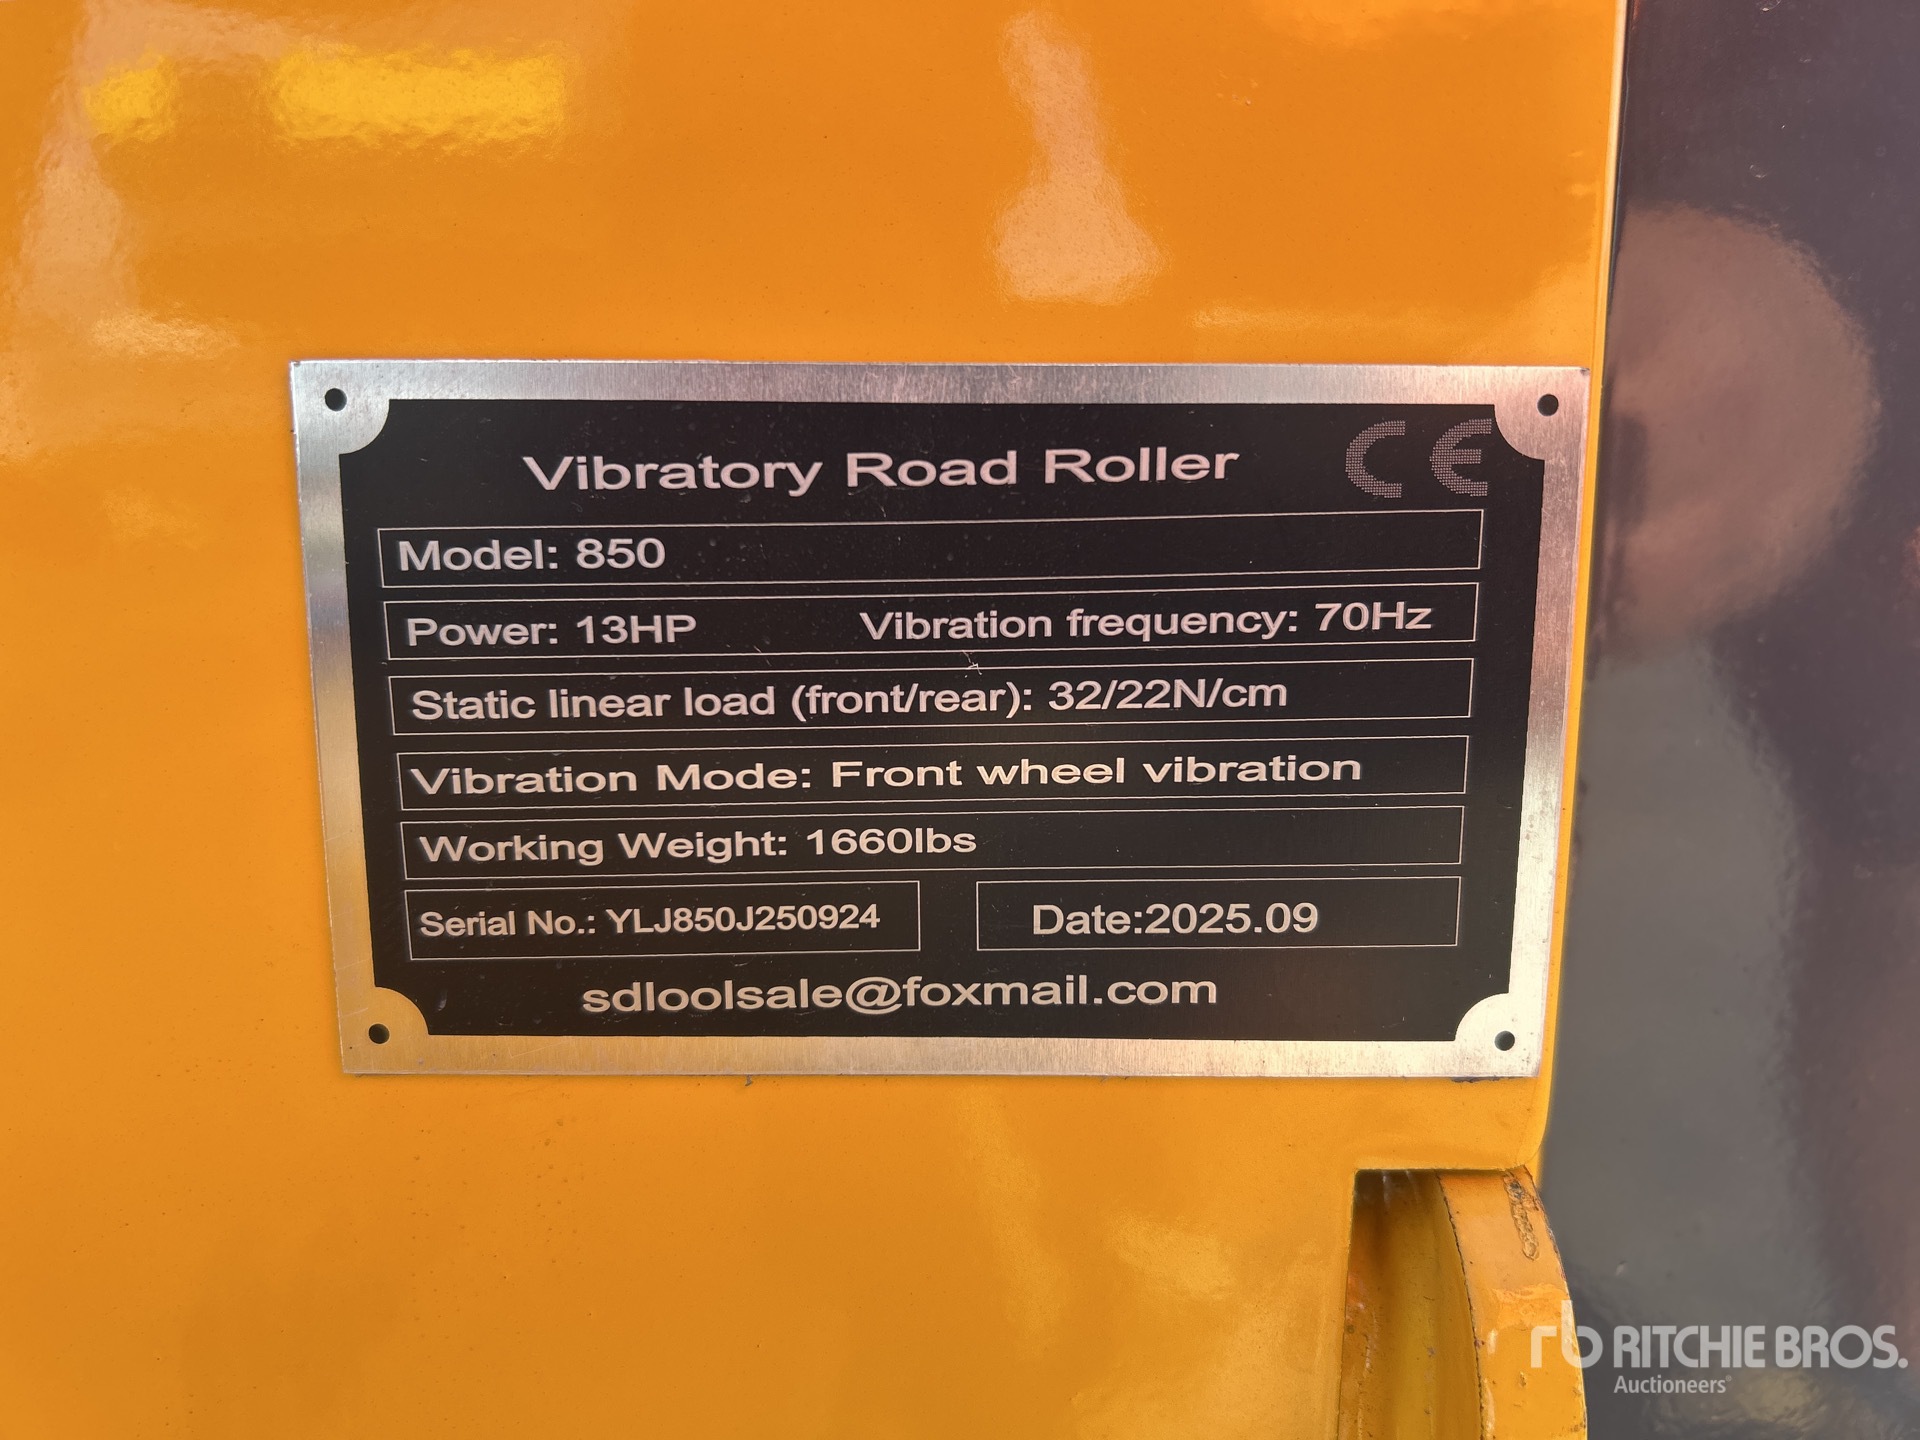 Vibratory Road Roller CE
Model: 850
Power: 13HP Vibration frequency: 70Hz
Static linear load (front/rear): 32/22N/cm
Vibration Mode: Front wheel vibration
Working Weight: 1660lbs
Serial No.: YLJ850J250924 Date:2025.09
sdloolsale@foxmail.com
rb RITCHIE BROS.
Auctioneers